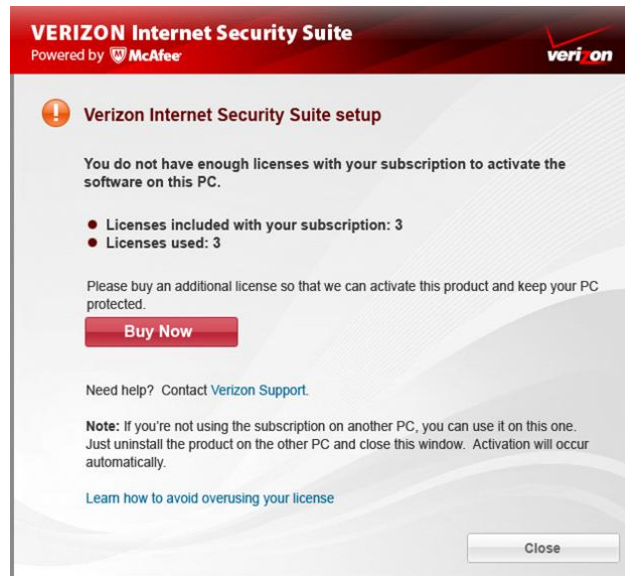 VERIZON Internet Security Suite
Powered by McAfee
verizon
Verizon Internet Security Suite setup
You do not have enough licenses with your subscription to activate the
software on this PC.
Licenses included with your subscription: 3
Licenses used: 3
Please buy an additional license so that we can activate this product and keep your PC
protected.
Buy Now
Need help? Contact Verizon Support.
Note: If you're not using the subscription on another PC, you can use it on this one.
Just uninstall the product on the other PC and close this window. Activation will occur
automatically.
Learn how to avoid overusing your license
Close